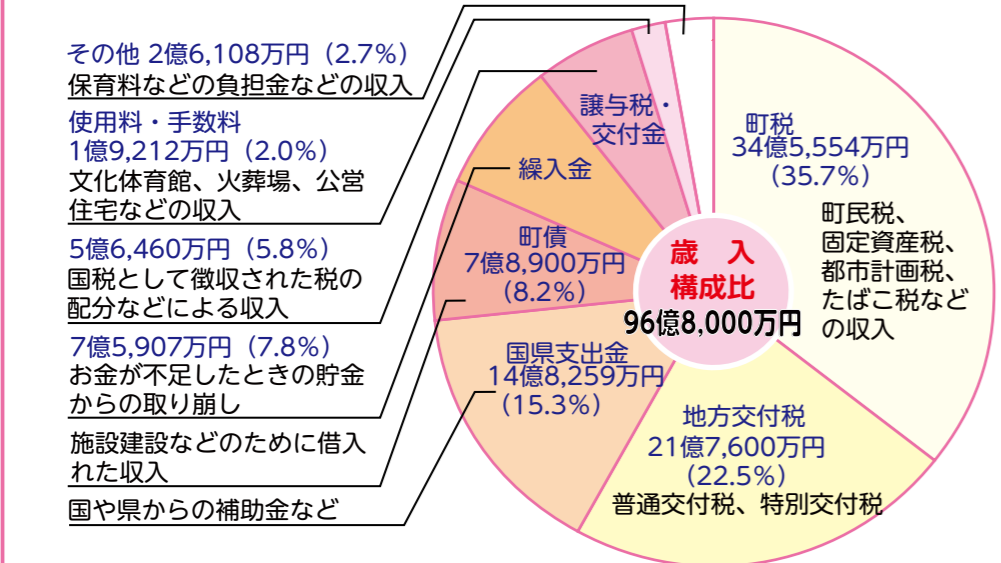 その他 2億6,108万円（2.7%）
保育料などの負担金などの収入
使用料・手数料
1億9,212万円（2.0%）
文化体育館、火葬場、公営
住宅などの収入
5億6,460万円（5.8%）
国税として徴収された税の
配分などによる収入
7億5,907万円（7.8%）
お金が不足したときの貯金
からの取り崩し
施設建設などのために借入
れた収入
国や県からの補助金など
譲与税・
交付金
繰入金
町債
7億8,900万円
（8.2%）
国県支出金
14億8,259万円
（15.3%）
歳　入
構成比
96億8,000万円
町税
34億5,554万円
（35.7%）
町民税、
固定資産税、
都市計画税、
たばこ税など
の収入
地方交付税
21億7,600万円
（22.5%）
普通交付税、特別交付税